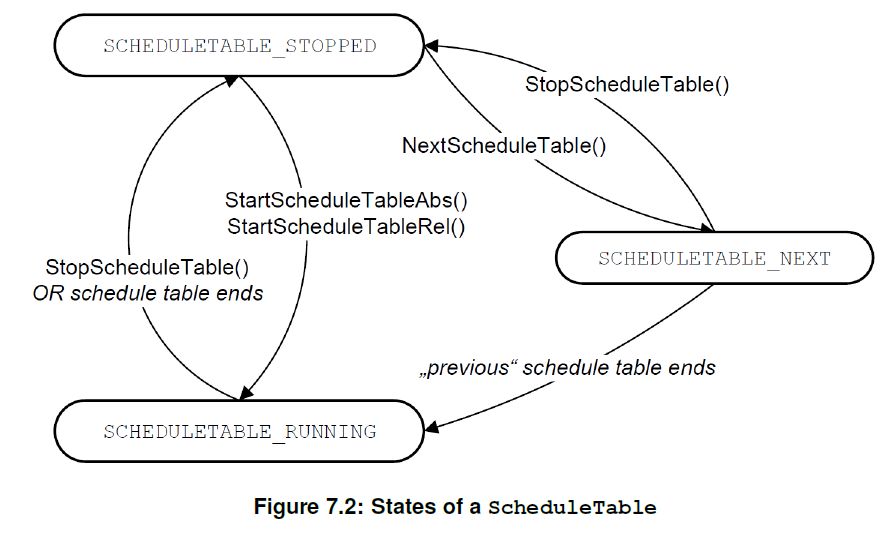 SCHEDULETABLE_STOPPED
StopScheduleTable()
NextScheduleTable()
StartScheduleTableAbs()
StartScheduleTableRel()
SCHEDULETABLE_NEXT
StopScheduleTable()
OR schedule table ends
„previous“ schedule table ends
SCHEDULETABLE_RUNNING
Figure 7.2: States of a ScheduleTable